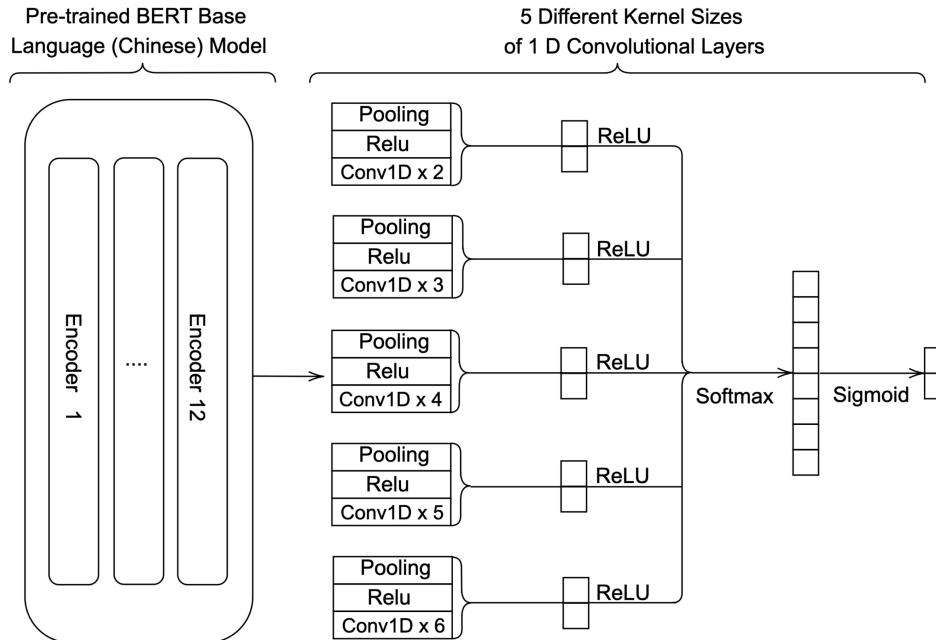 Pre-trained BERT Base
Language (Chinese) Model
5 Different Kernel Sizes
of 1 D Convolutional Layers
Encoder 1
....
Encoder 12
Pooling
Relu
Conv1D x 2
ReLU
Pooling
Relu
Conv1D x 3
ReLU
Pooling
Relu
Conv1D x 4
ReLU
Pooling
Relu
Conv1D x 5
ReLU
Pooling
Relu
Conv1D x 6
ReLU
Softmax
Sigmoid